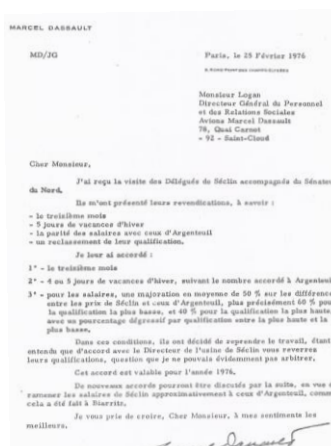 MARCEL DASSAULT
MD/JG
Paris, le 25 Février 1976
Monsieur Logan
Directeur Général du Personnel
et des Relations Sociales
Avions Marcel Dassault
78, Quai Carnot
- 92 - Saint-Cloud
Cher Monsieur,
J'ai reçu la visite des Délégués de Séclin accompagnés du Sénateur
du Nord.
Ils m'ont présenté leurs revendications, à savoir :
- le treizième mois
- 5 jours de vacances d'hiver
- la parité des salaires avec ceux d'Argenteuil
- un reclassement de leur qualification.
Je leur ai accordé :
1° - le treizième mois
2° - 4 ou 5 jours de vacances d'hiver, suivant le nombre accordé à Argenteuil
3° - pour les salaires, une majoration en moyenne de 50 % sur les différences
entre les prix de Séclin et ceux d'Argenteuil, plus précisément 60 % pour
la qualification la plus basse, et 40 % pour la qualification la plus haute,
avec un pourcentage dégressif par qualification entre la plus haute et la
plus basse.
Dans ces conditions, ils ont décidé de reprendre le travail, étant
entendu que d'accord avec le Directeur de l'usine de Séclin vous reverrez
leurs qualifications, question que je ne pouvais évidemment pas arbitrer.
Cet accord est valable pour l'année 1976.
De nouveaux accords pourront être discutés par la suite, en vue de
ramener les salaires de Séclin approximativement à ceux d'Argenteuil, comme
cela a été fait à Biarritz.
Je vous prie de croire, Cher Monsieur, à mes sentiments les
meilleurs.